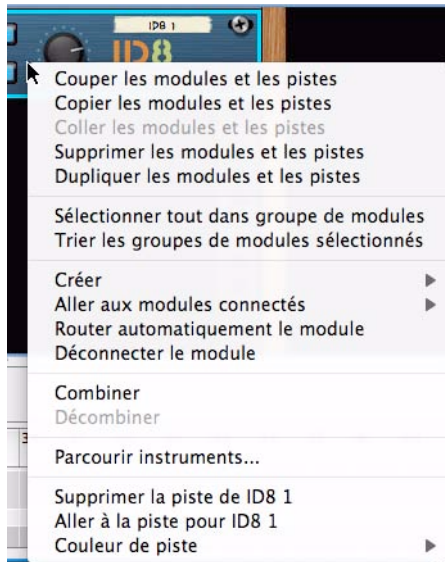 ID8 1
ID8
Couper les modules et les pistes
Copier les modules et les pistes
Coller les modules et les pistes
Supprimer les modules et les pistes
Dupliquer les modules et les pistes
Sélectionner tout dans groupe de modules
Trier les groupes de modules sélectionnés
Créer
Aller aux modules connectés
Router automatiquement le module
Déconnecter le module
Combiner
Décombiner
Parcourir instruments...
Supprimer la piste de ID8 1
Aller à la piste pour ID8 1
Couleur de piste